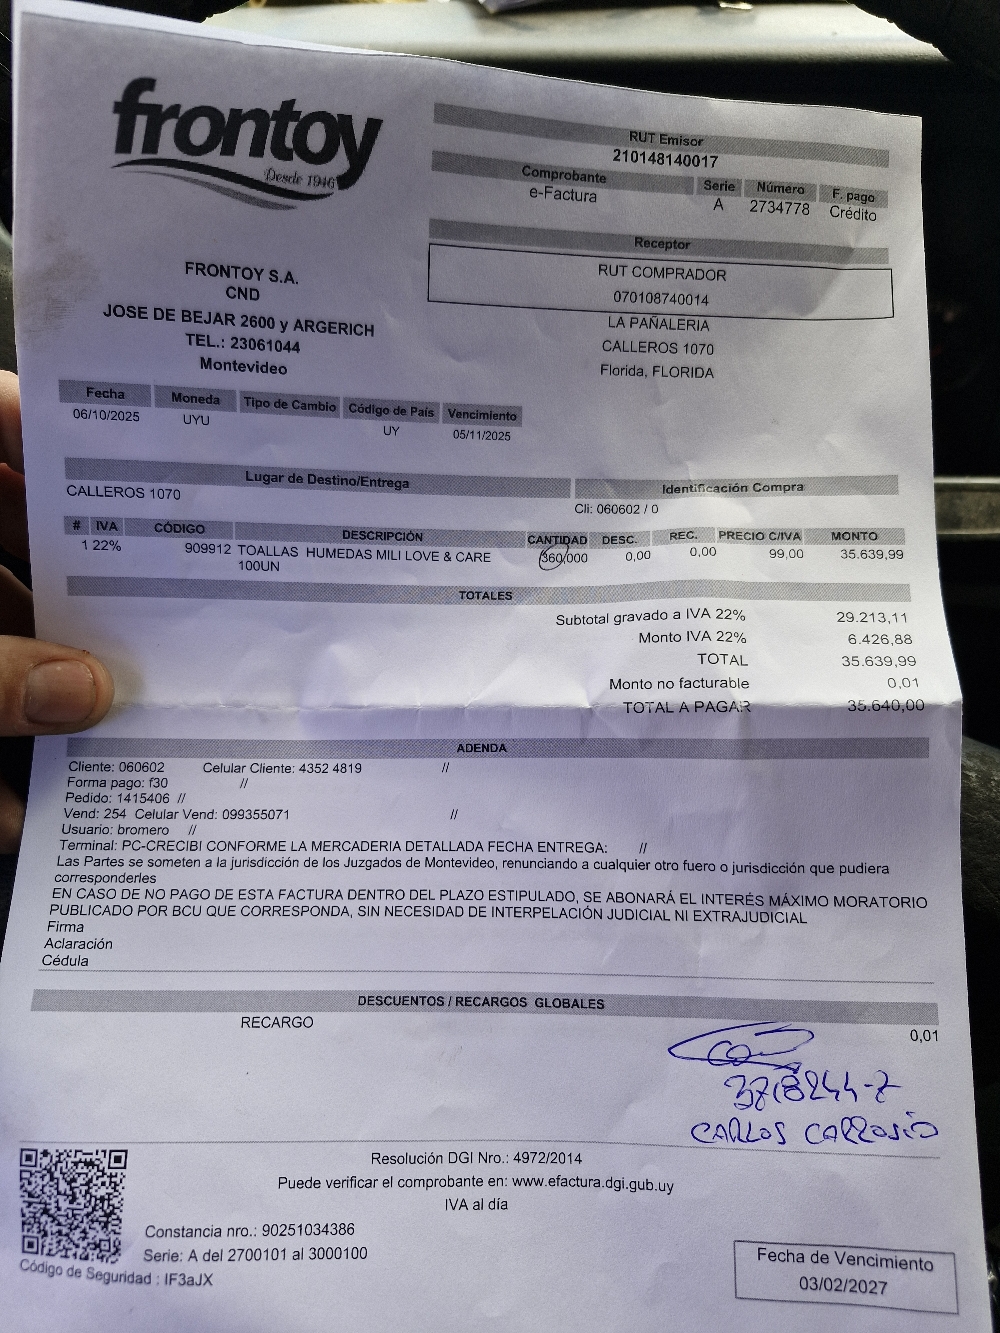 frontoy
Desde 1946
RUT Emisor
210148140017
Comprobante Serie Número F. pago
e-Factura A 2734778 Crédito
Receptor
RUT COMPRADOR
070108740014
LA PAÑALERIA
CALLEROS 1070
Florida, FLORIDA
FRONTOY S.A.
CND
JOSE DE BEJAR 2600 y ARGERICH
TEL.: 23061044
Montevideo
Fecha Moneda Tipo de Cambio Código de País Vencimiento
06/10/2025 UYU UY 05/11/2025
Lugar de Destino/Entrega Identificación Compra
CALLEROS 1070 Cli: 060602 / 0
# IVA CÓDIGO DESCRIPCIÓN CANTIDAD DESC. REC. PRECIO C/IVA MONTO
1 22% 909912 TOALLAS HUMEDAS MILI LOVE & CARE 360,000 0,00 0,00 99,00 35.639,99
100UN
TOTALES
Subtotal gravado a IVA 22% 29.213,11
Monto IVA 22% 6.426,88
TOTAL 35.639,99
Monto no facturable 0,01
TOTAL A PAGAR 35.640,00
ADENDA
Cliente: 060602 Celular Cliente: 4352 4819 //
Forma pago: f30 //
Pedido: 1415406 //
Vend: 254 Celular Vend: 099355071 //
Usuario: bromero //
Terminal: PC-CRECIBI CONFORME LA MERCADERIA DETALLADA FECHA ENTREGA: //
Las Partes se someten a la jurisdicción de los Juzgados de Montevideo, renunciando a cualquier otro fuero o jurisdicción que pudiera
corresponderles
EN CASO DE NO PAGO DE ESTA FACTURA DENTRO DEL PLAZO ESTIPULADO, SE ABONARÁ EL INTERÉS MÁXIMO MORATORIO
PUBLICADO POR BCU QUE CORRESPONDA, SIN NECESIDAD DE INTERPELACIÓN JUDICIAL NI EXTRAJUDICIAL
Firma
Aclaración
Cédula
DESCUENTOS / RECARGOS GLOBALES
RECARGO 0,01
3718244-7
CARLOS CARROSIO
Resolución DGI Nro.: 4972/2014
Puede verificar el comprobante en: www.efactura.dgi.gub.uy
IVA al día
Constancia nro.: 90251034386
Serie: A del 2700101 al 3000100
Código de Seguridad : IF3aJX
Fecha de Vencimiento
03/02/2027